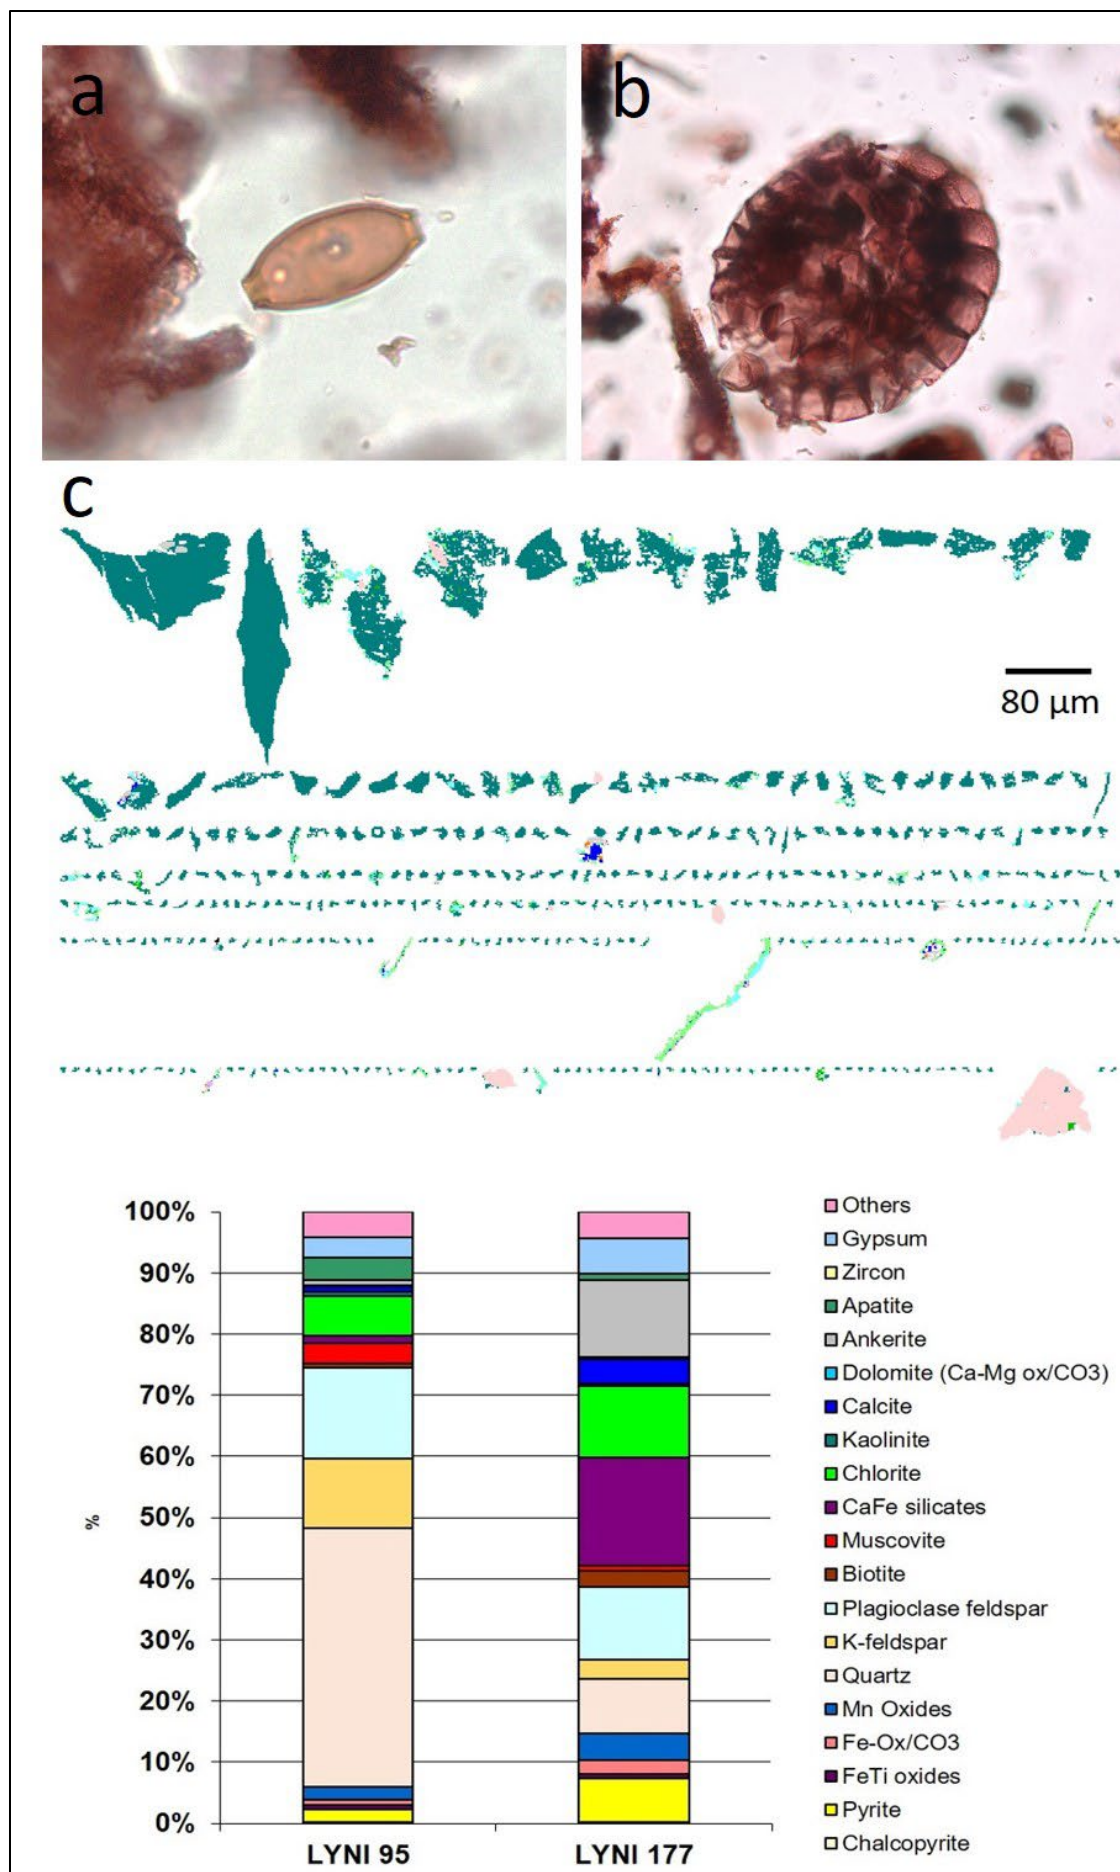 a
b
c
80 µm
100%
90%
80%
70%
60%
50%
40%
30%
20%
10%
0%
%
LYNI 95
LYNI 177
Others
Gypsum
Zircon
Apatite
Ankerite
Dolomite (Ca-Mg ox/CO3)
Calcite
Kaolinite
Chlorite
CaFe silicates
Muscovite
Biotite
Plagioclase feldspar
K-feldspar
Quartz
Mn Oxides
Fe-Ox/CO3
FeTi oxides
Pyrite
Chalcopyrite